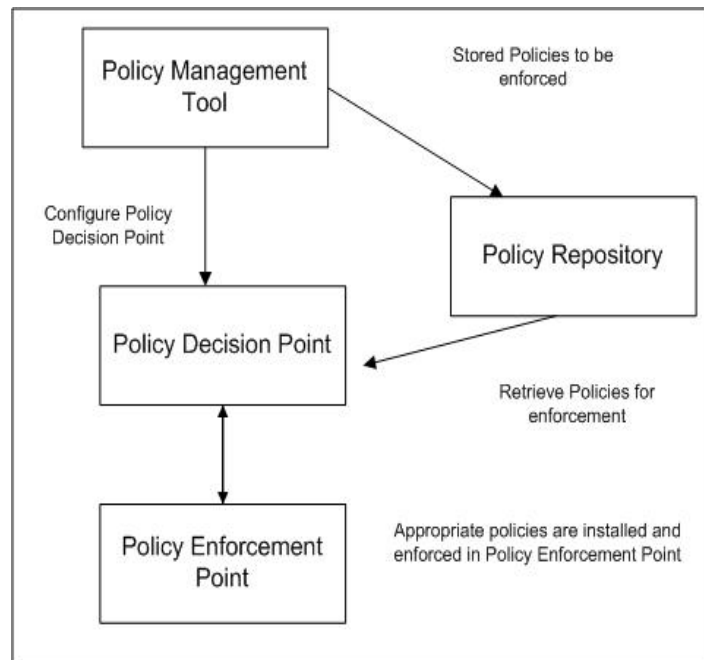 Policy Management
Tool
Stored Policies to be
enforced
Configure Policy
Decision Point
Policy Repository
Policy Decision Point
Retrieve Policies for
enforcement
Policy Enforcement
Point
Appropriate policies are installed and
enforced in Policy Enforcement Point